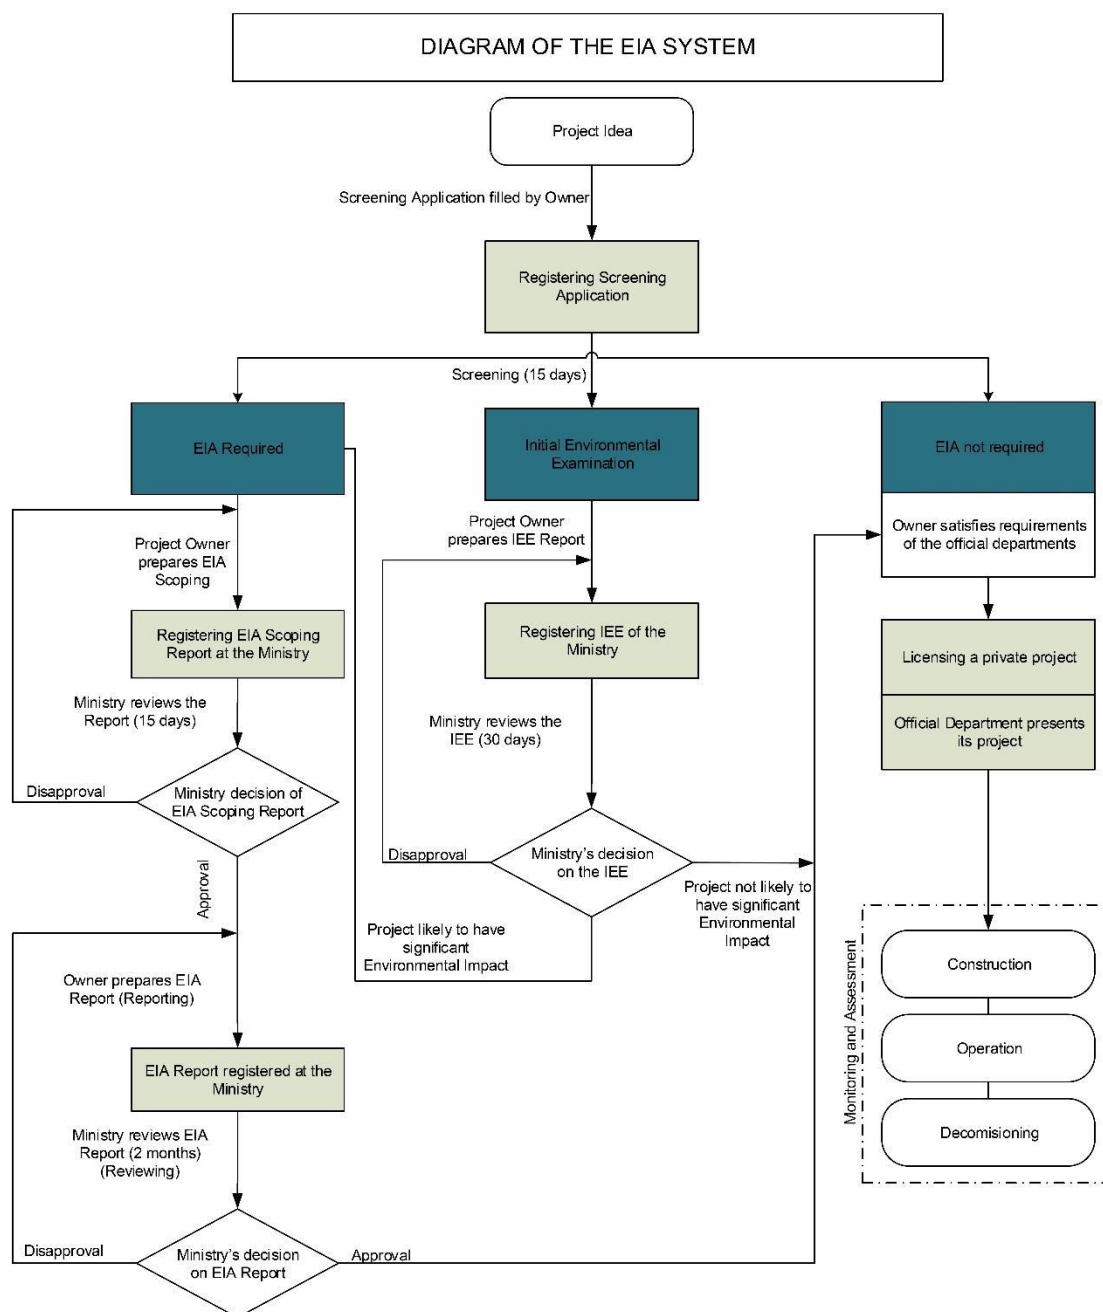 DIAGRAM OF THE EIA SYSTEM
Project Idea
Screening Application filled by Owner
Registering Screening
Application
Screening (15 days)
EIA Required
Initial Environmental
Examination
EIA not required
Owner satisfies requirements
of the official departments
Project Owner
prepares EIA
Scoping
Project Owner
prepares IEE Report
Registering EIA Scoping
Report at the Ministry
Registering IEE of the
Ministry
Licensing a private project
Official Department presents
its project
Ministry reviews the
Report (15 days)
Ministry reviews the
IEE (30 days)
Disapproval
Ministry decision of
EIA Scoping Report
Disapproval
Ministry's decision
on the IEE
Project not likely to
have significant
Environmental
Impact
Approval
Project likely to have
significant
Environmental Impact
Monitoring and Assessment
Construction
Operation
Decomisioning
Owner prepares EIA
Report (Reporting)
EIA Report registered at the
Ministry
Ministry reviews EIA
Report (2 months)
(Reviewing)
Disapproval
Ministry's decision
on EIA Report
Approval